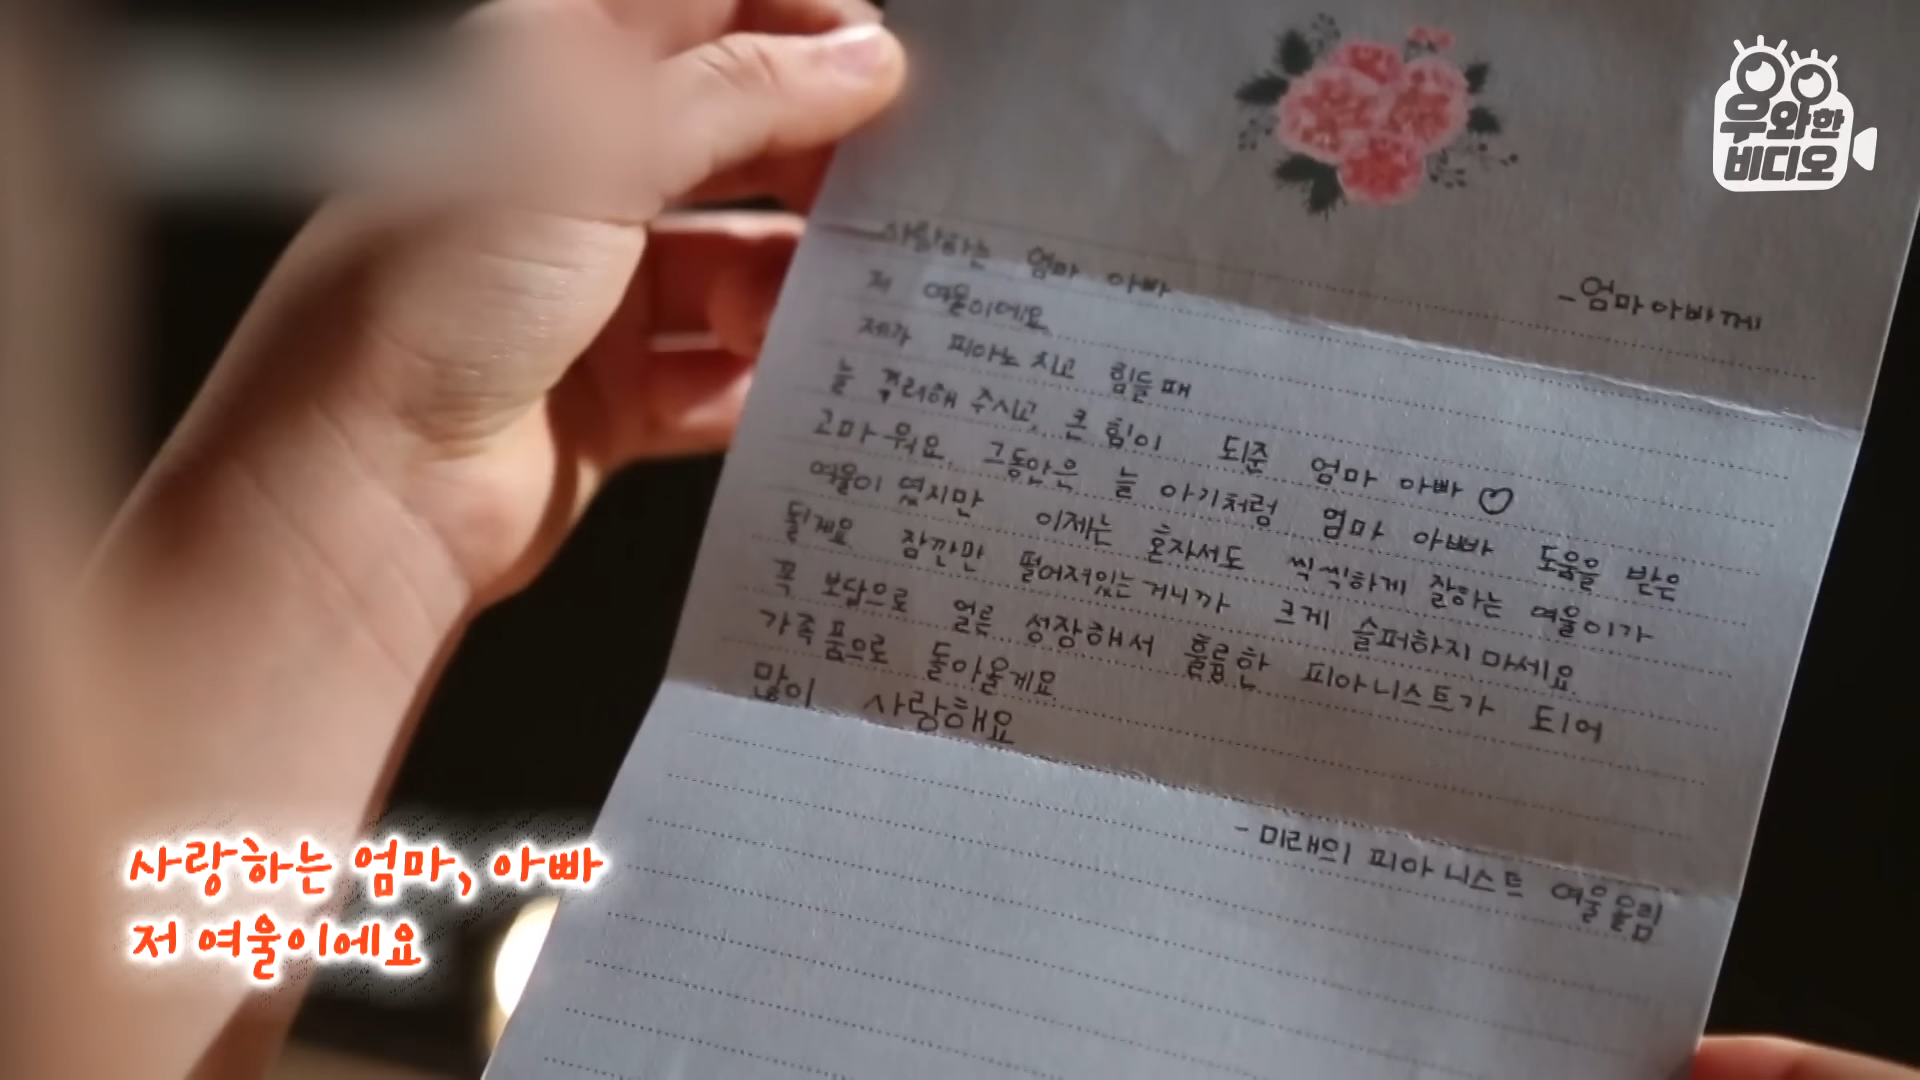 우와한
비디오
-엄마아빠께
사랑하는 엄마 아빠
저 여울이에요
제가 피아노 치고 힘들때
늘 격려해 주시고, 큰 힘이 되준 엄마 아빠♡
고마워요. 그동안은 늘 아기처럼 엄마 아빠 도움을 받은
여울이 였지만 이제는 혼자서도 씩씩하게 잘하는 여울이가
될게요 잠깐만 떨어져있는거니까 크게 슬퍼하지 마세요
꼭 보답으로 얼른 성장해서 훌륭한 피아니스트가 되어
가족품으로 돌아올게요
많이 사랑해요
-미래의 피아니스트 여울올림
사랑하는 엄마, 아빠
저 여울이에요